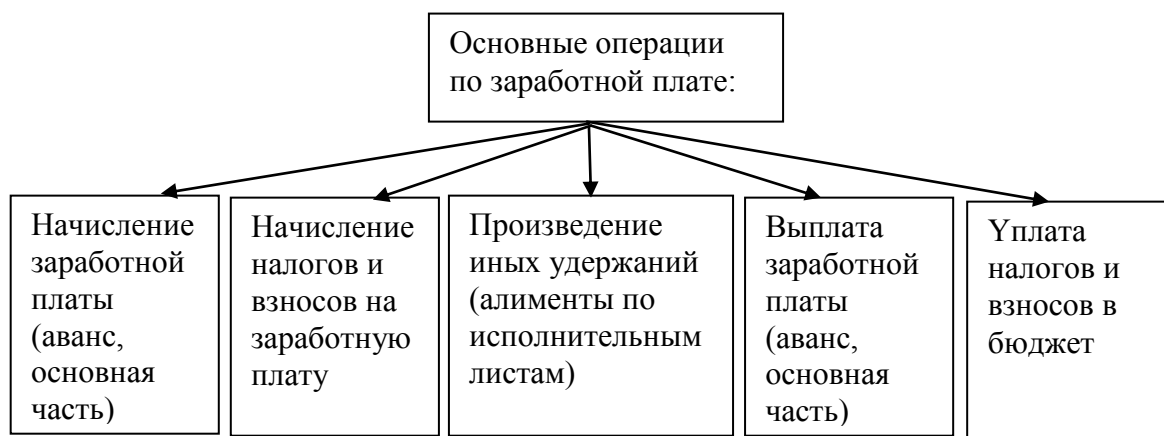 Основные операции
по заработной плате:
Начисление
заработной
платы
(аванс,
основная
часть)
Начисление
налогов и
взносов на
заработную
плату
Произведение
иных удержаний
(алименты по
исполнительным
листам)
Выплата
заработной
платы
(аванс,
основная
часть)
Уплата
налогов и
взносов в
бюджет